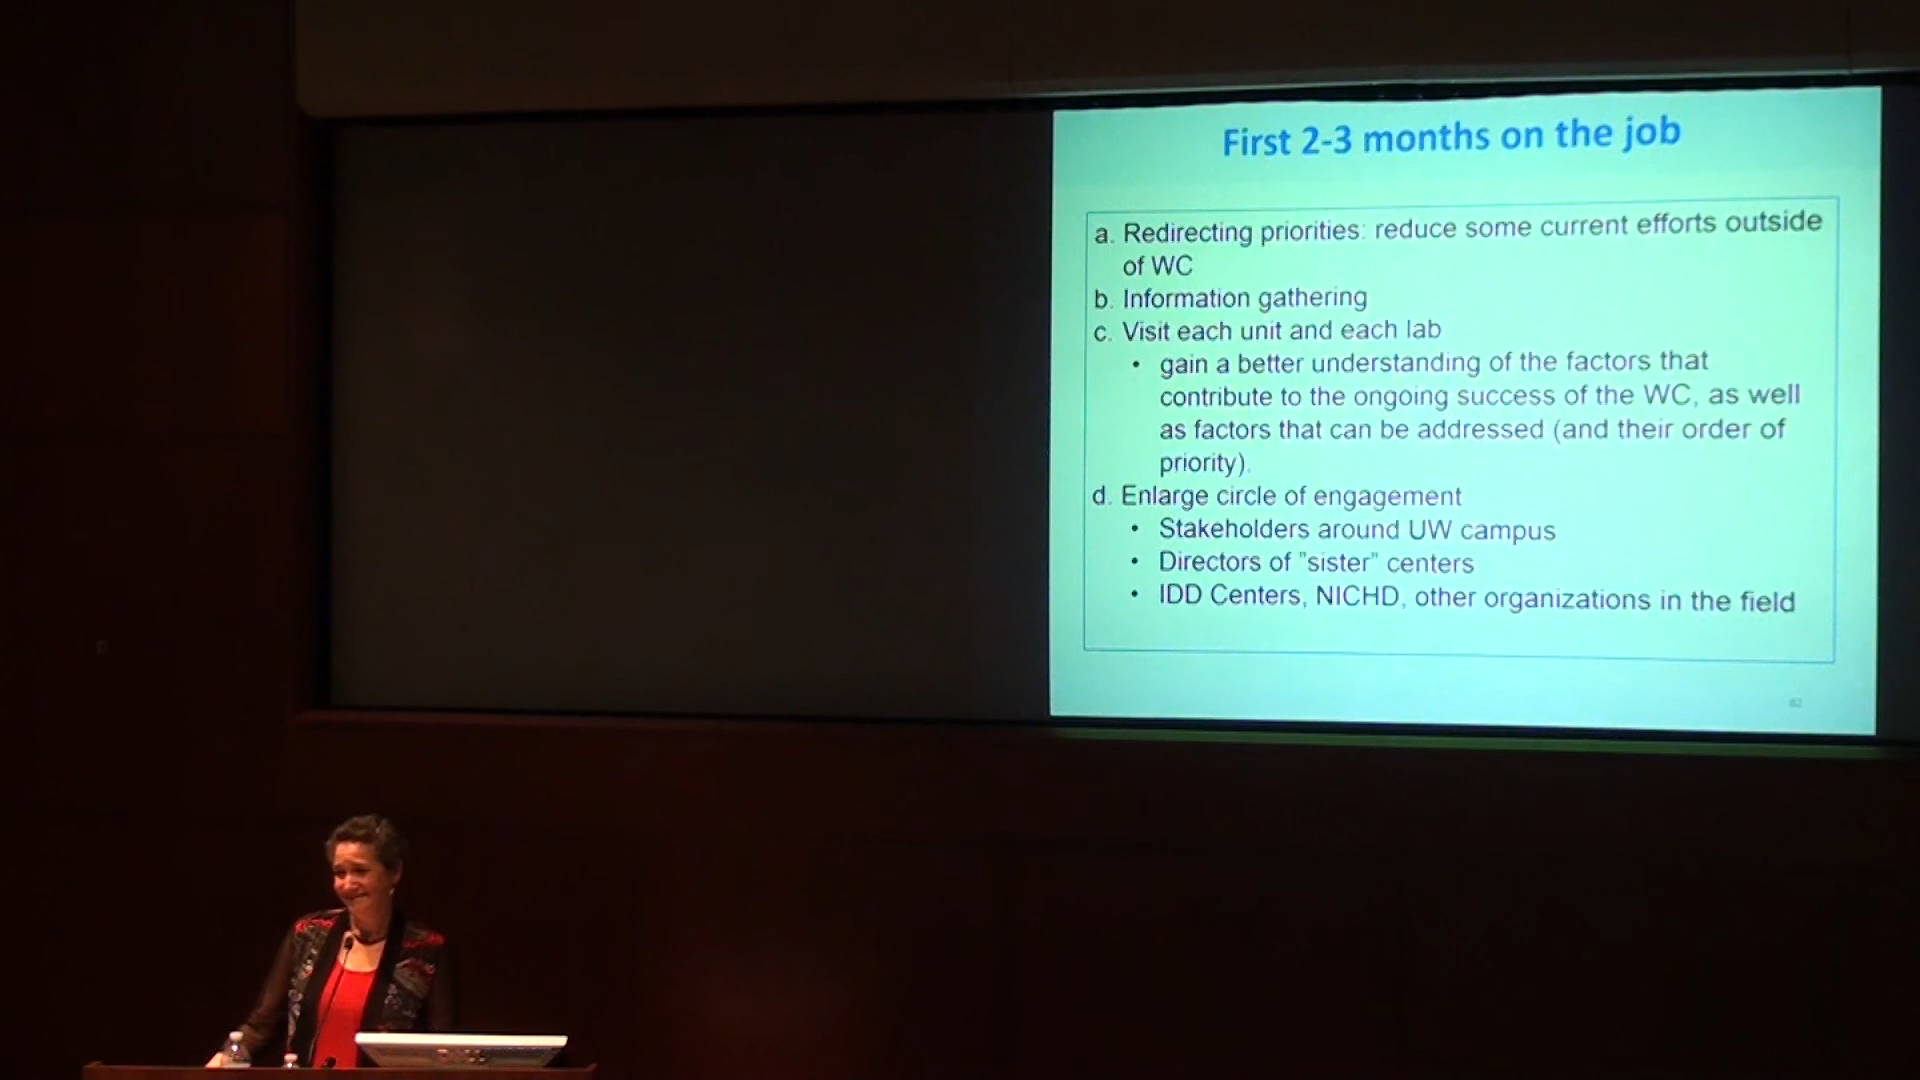 First 2-3 months on the job
a. Redirecting priorities: reduce some current efforts outside
of WC
b. Information gathering
c. Visit each unit and each lab
• gain a better understanding of the factors that
contribute to the ongoing success of the WC, as well
as factors that can be addressed (and their order of
priority).
d. Enlarge circle of engagement
• Stakeholders around UW campus
• Directors of "sister" centers
• IDD Centers, NICHD, other organizations in the field